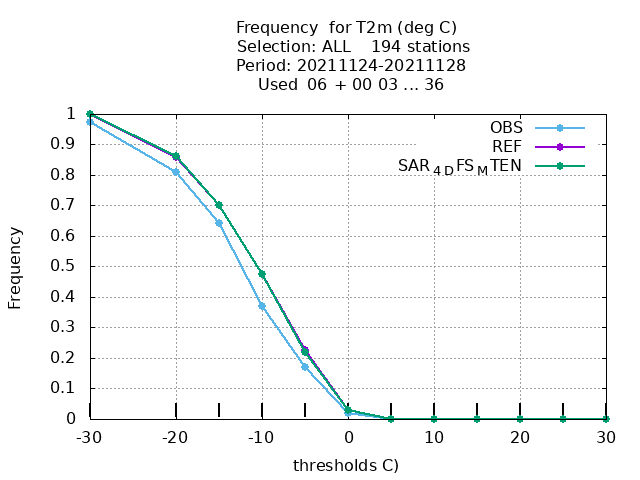 Frequency  for T2m (deg C)
Selection: ALL    194 stations
Period: 20211124-20211128
Used  06 + 00 03 ... 36
OBS
REF
SAR4DFSMTEN
1
0.9
0.8
0.7
0.6
0.5
0.4
0.3
0.2
0.1
0
Frequency
-30 -20 -10 0 10 20 30
thresholds C)